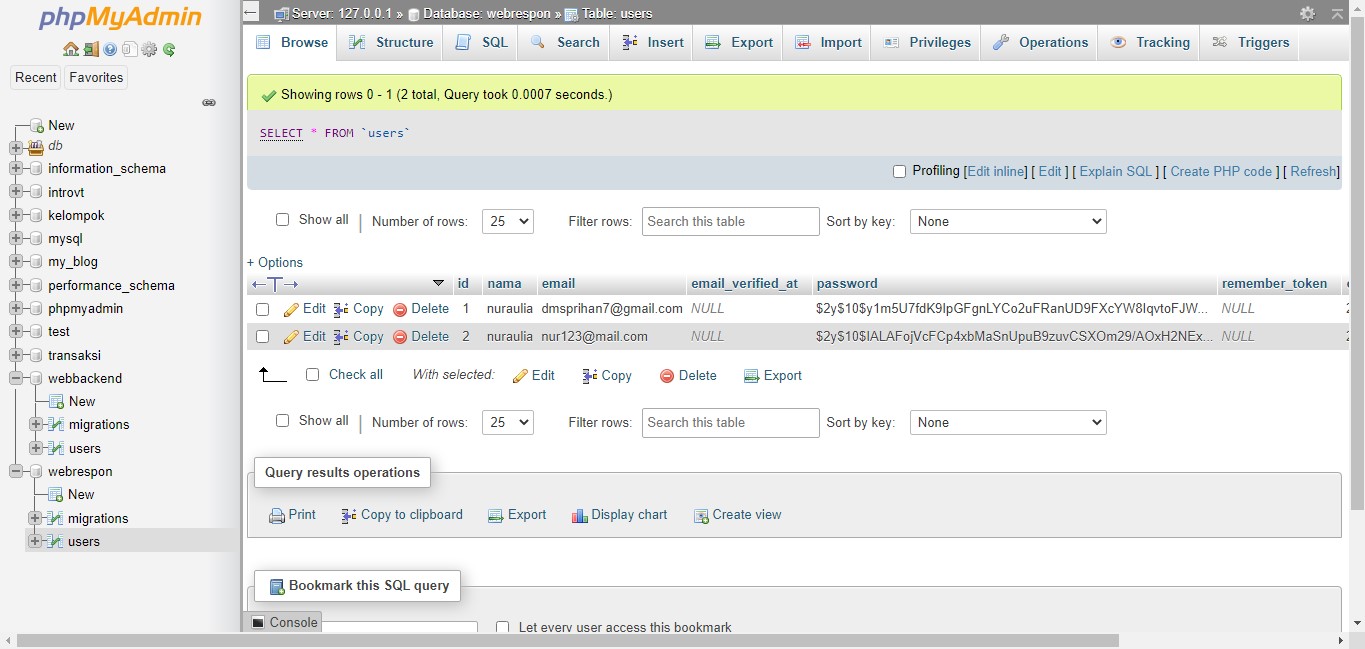 phpMyAdmin
Recent Favorites
New
db
information_schema
introvt
kelompok
mysql
my_blog
performance_schema
phpmyadmin
test
transaksi
webbackend
New
migrations
users
webrespon
New
migrations
users
Server: 127.0.0.1 » Database: webrespon » Table: users
Browse Structure SQL Search Insert Export Import Privileges Operations Tracking Triggers
Showing rows 0 - 1 (2 total, Query took 0.0007 seconds.)
SELECT * FROM `users`
Profiling [Edit inline] [ Edit ] [ Explain SQL ] [ Create PHP code ] [ Refresh]
Show all | Number of rows: 25 Filter rows: Search this table Sort by key: None
+ Options
←T→ id nama email email_verified_at password remember_token
Edit Copy Delete 1 nuraulia dmsprihan7@gmail.com NULL $2y$10$y1m5U7fdK9lpGFgnLYCo2uFRanUD9FXcYW8IqvtoFJW... NULL
Edit Copy Delete 2 nuraulia nur123@mail.com NULL $2y$10$IALAFojVcFCp4xbMaSnUpuB9zuvCSXOm29/AOxH2NEx... NULL
Check all With selected: Edit Copy Delete Export
Show all | Number of rows: 25 Filter rows: Search this table Sort by key: None
Query results operations
Print Copy to clipboard Export Display chart Create view
Bookmark this SQL query
Console
Let every user access this bookmark